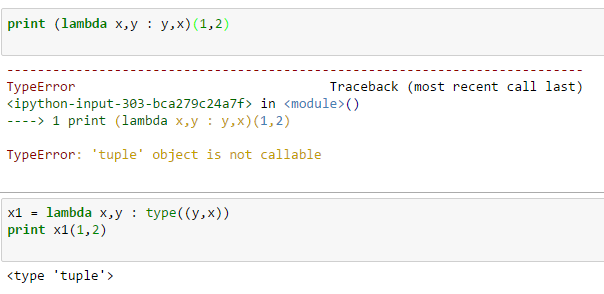 print (lambda x,y : y,x)(1,2)
---------------------------------------------------------------------------
TypeError                                 Traceback (most recent call last)
<ipython-input-303-bca279c24a7f> in <module>()
----> 1 print (lambda x,y : y,x)(1,2)
TypeError: 'tuple' object is not callable
x1 = lambda x,y : type((y,x))
print x1(1,2)
<type 'tuple'>